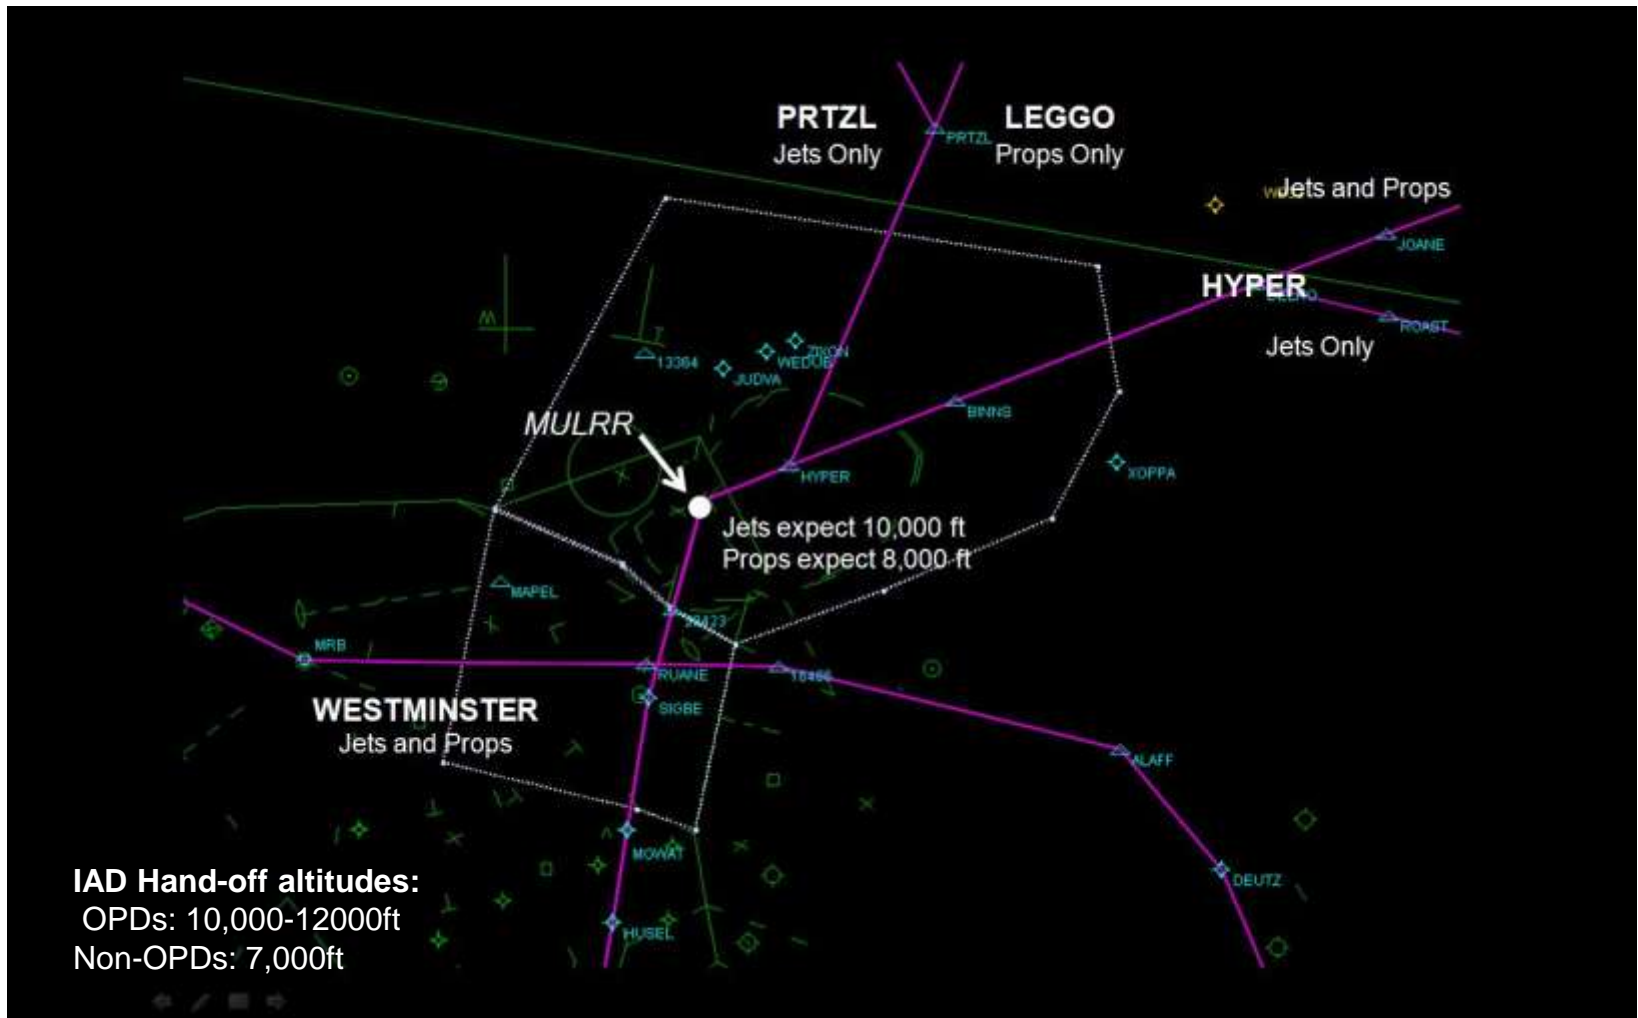 PRTZL
Jets Only
LEGGO
Props Only
PRTZL
Jets and Props
JOANE
HYPER
ROAST
Jets Only
13364
ZIXON
WEDUB
JUDVA
BINNS
MULRR
HYPER
XOPPA
Jets expect 10,000 ft
Props expect 8,000 ft
MAPEL
MRB
RUANE
SIGBE
WESTMINSTER
Jets and Props
ALAFF
MOWAT
DEUTZ
HUSEL
IAD Hand-off altitudes:
OPDs: 10,000-12000ft
Non-OPDs: 7,000ft